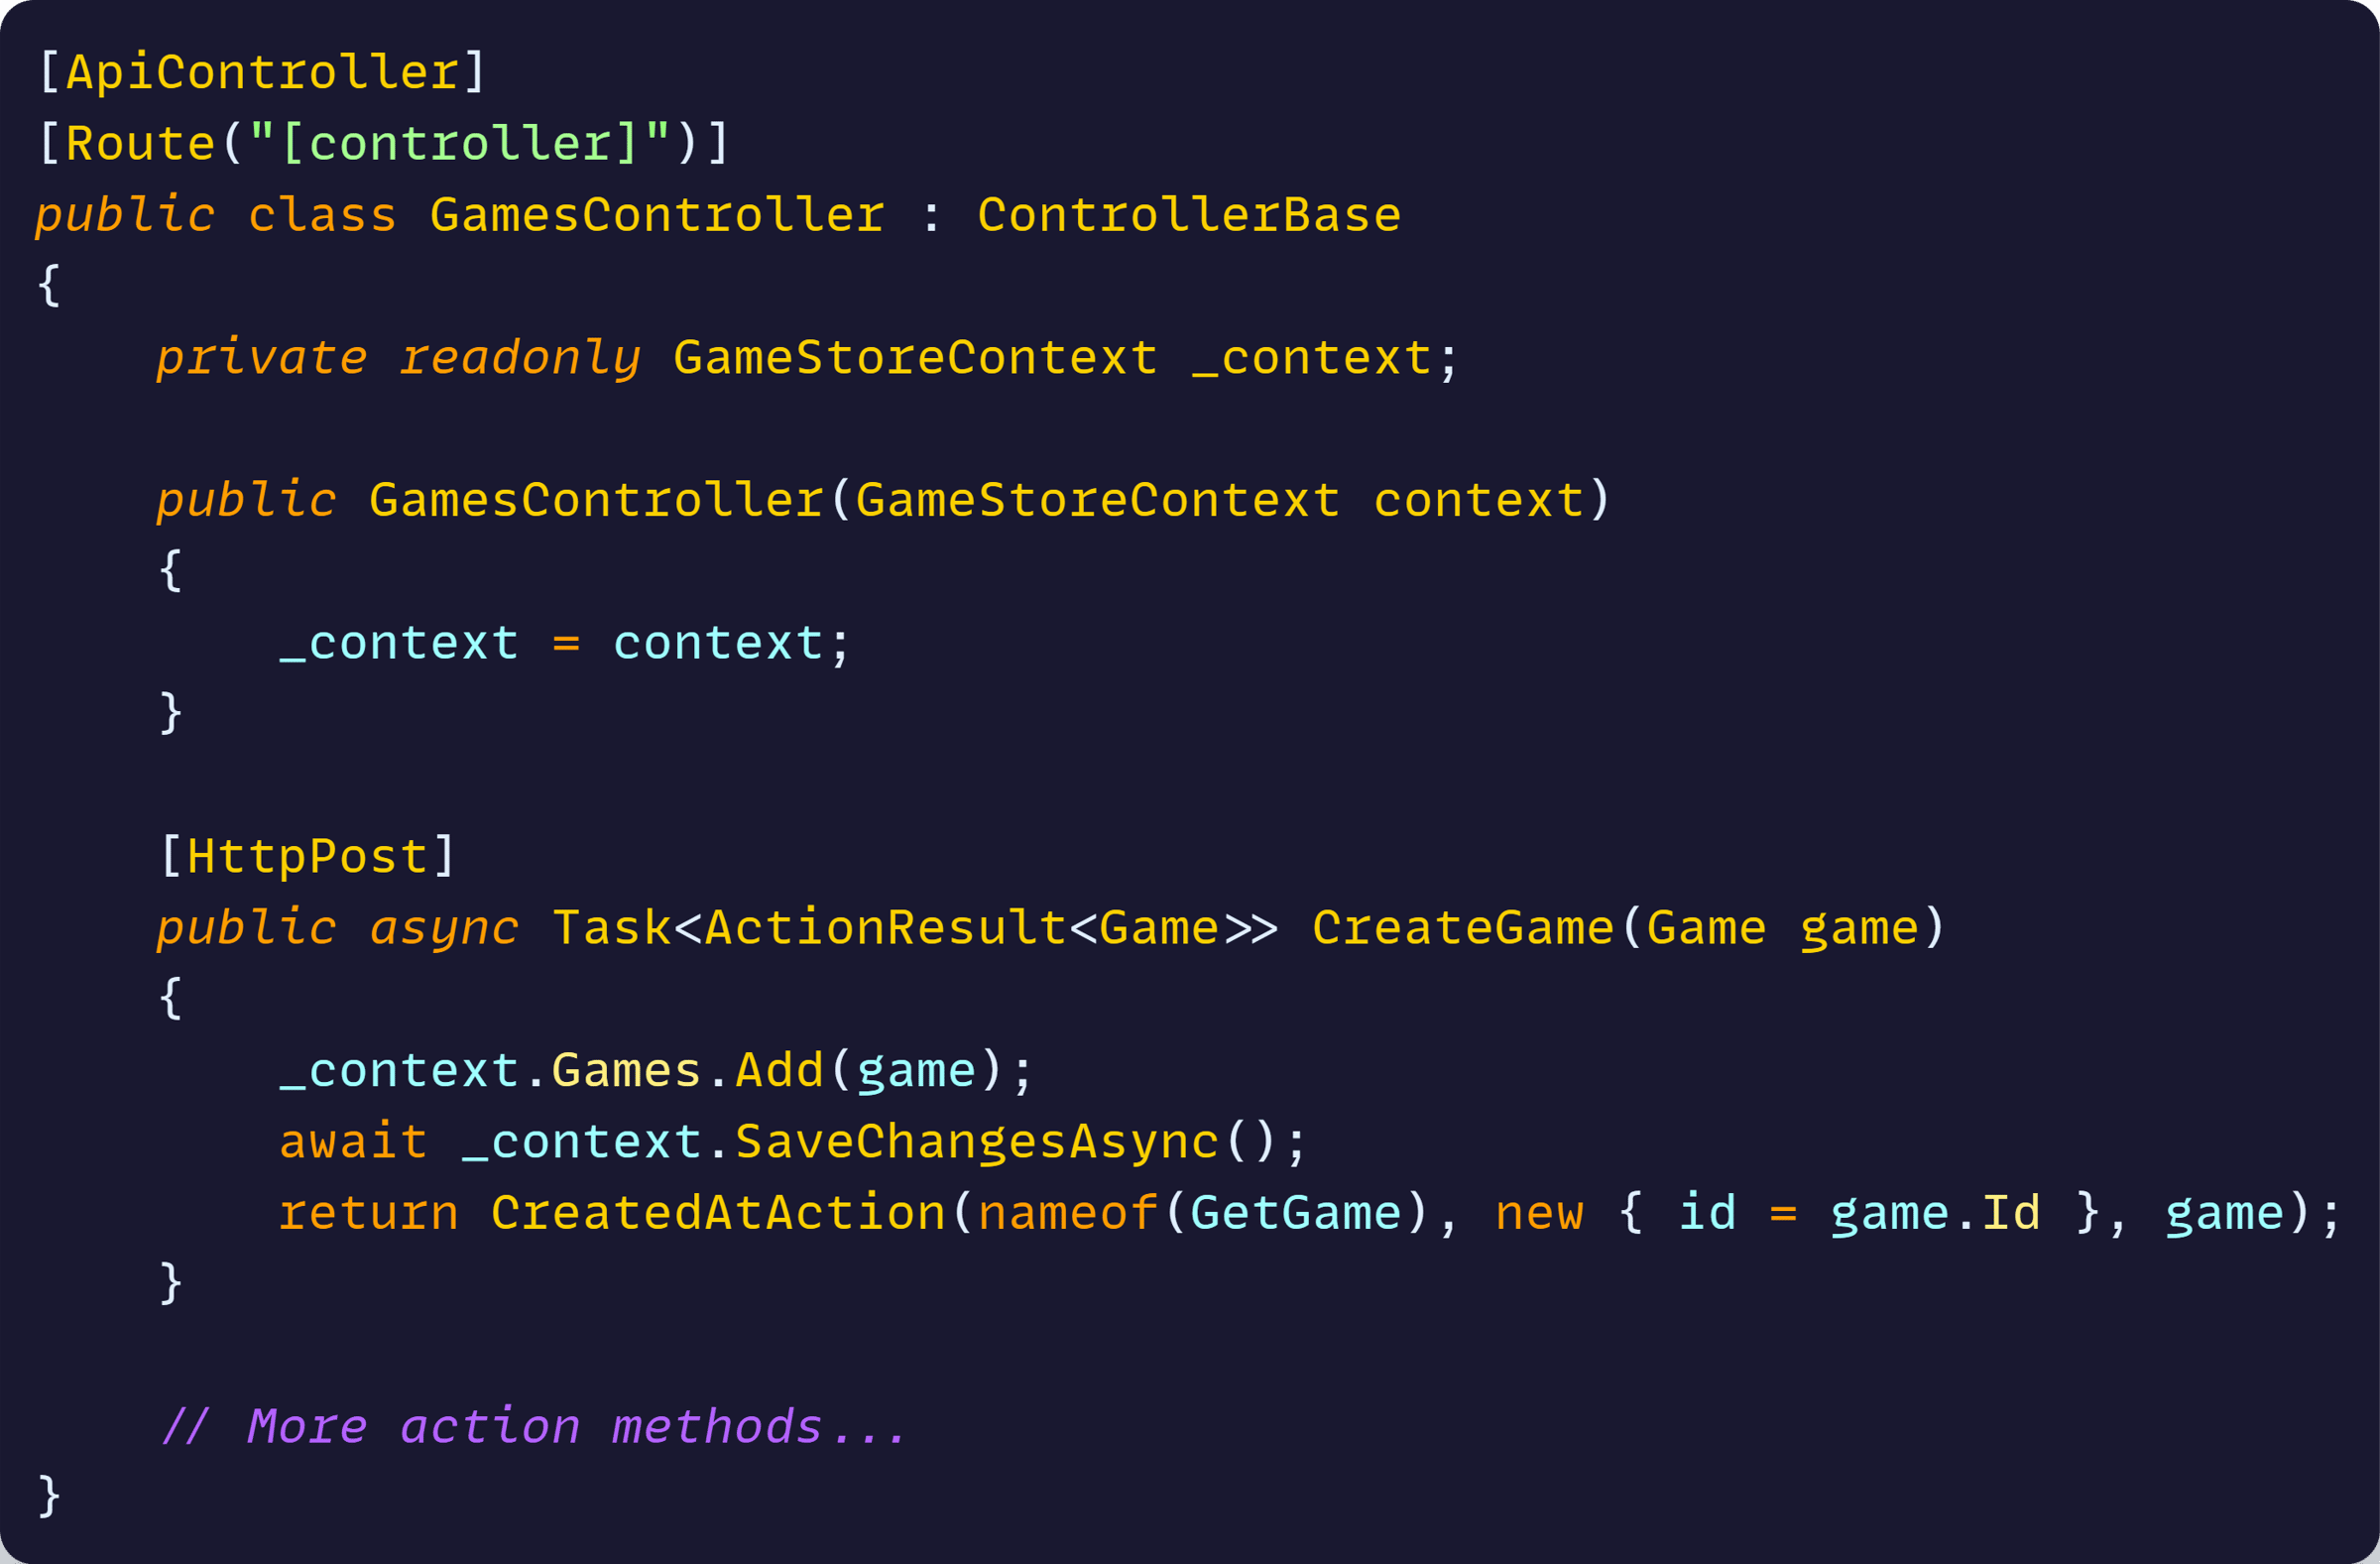 [ApiController]
[Route("[controller]")]
public class GamesController : ControllerBase
{
    private readonly GameStoreContext _context;

    public GamesController(GameStoreContext context)
    {
        _context = context;
    }

    [HttpPost]
    public async Task<ActionResult<Game>> CreateGame(Game game)
    {
        _context.Games.Add(game);
        await _context.SaveChangesAsync();
        return CreatedAtAction(nameof(GetGame), new { id = game.Id }, game);
    }

    // More action methods...
}